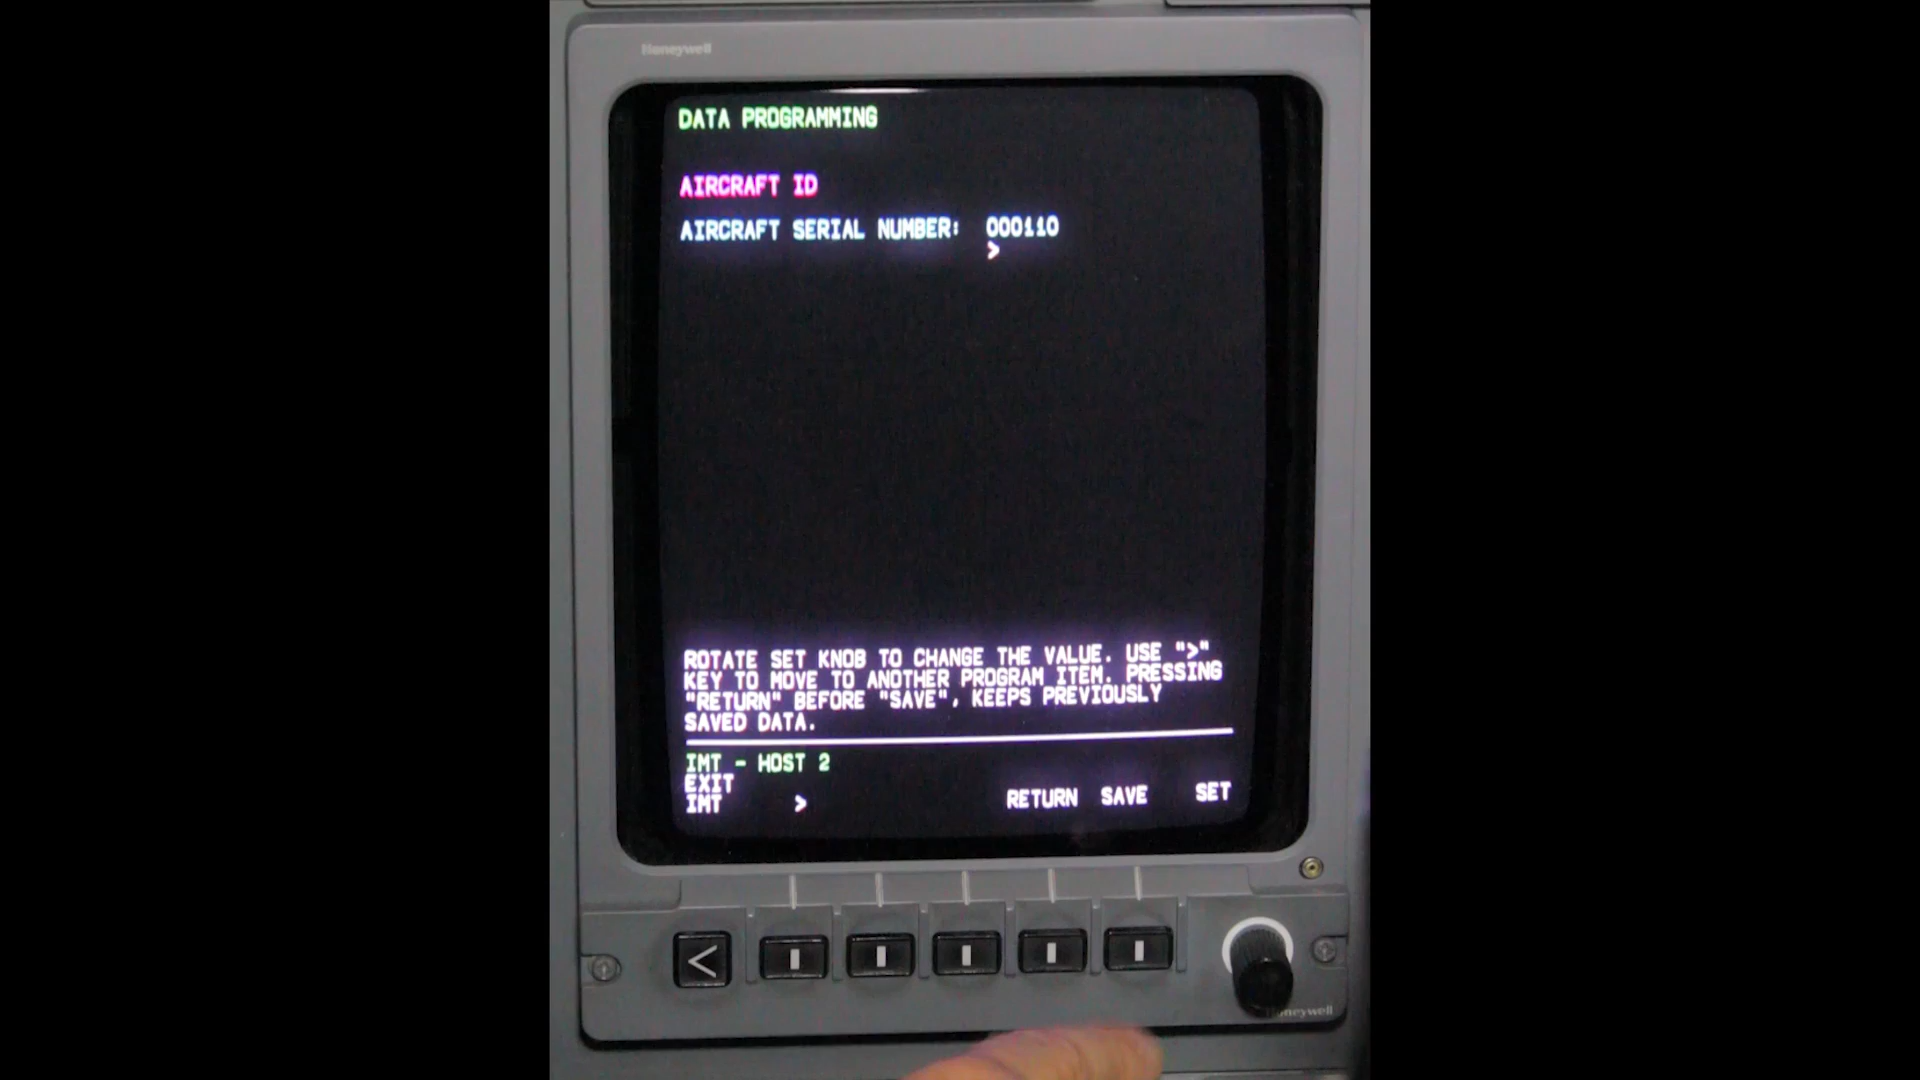 Honeywell
DATA PROGRAMMING
AIRCRAFT ID
AIRCRAFT SERIAL NUMBER: 000110
>
ROTATE SET KNOB TO CHANGE THE VALUE. USE ">"
KEY TO MOVE TO ANOTHER PROGRAM ITEM. PRESSING
"RETURN" BEFORE "SAVE", KEEPS PREVIOUSLY
SAVED DATA.
IMT - HOST 2
EXIT
IMT > RETURN SAVE SET
<
Honeywell